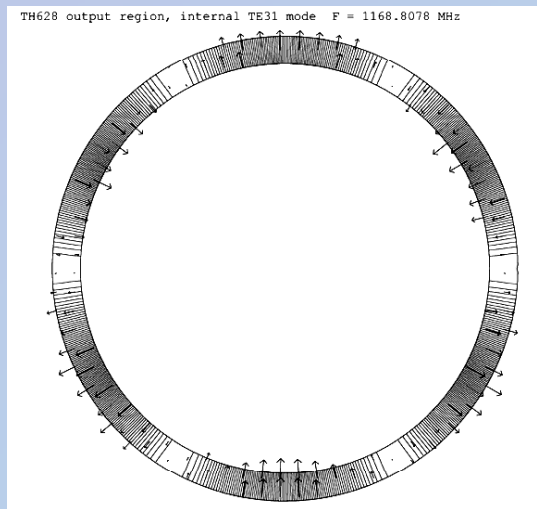 TH628 output region, internal TE31 mode F = 1168.8078 MHz